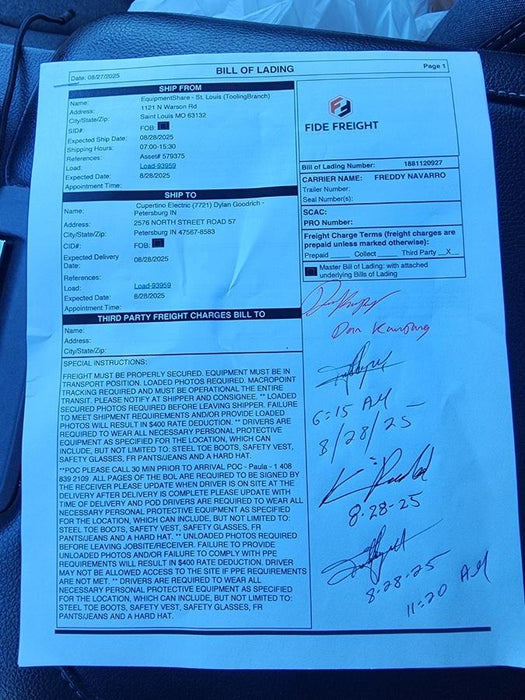 Date: 08/27/2025
BILL OF LADING
Page 1
SHIP FROM
Name: EquipmentShare - St. Louis (ToolingBranch)
Address: 1121 N Warson Rd
City/State/Zip: Saint Louis MO 63132
SID#: FOB:
Expected Ship Date: 08/28/2025
Shipping Hours: 07:00-15:30
References: Asset# 579375
Load: Load-93959
Expected Date: 8/28/2025
Appointment Time:
FIDE FREIGHT
Bill of Lading Number: 1881120927
SHIP TO
Name: Cupertino Electric (7721) Dylan Goodrich -
Petersburg IN
Address: 2576 NORTH STREET ROAD 57
City/State/Zip: Petersburg IN 47567-8583
CID#: FOB:
Expected Delivery Date: 08/28/2025
References:
Load: Load-93959
Expected Date: 8/28/2025
Appointment Time:
CARRIER NAME: FREDDY NAVARRO
Trailer Number:
Seal Number(s):
SCAC:
PRO Number:
Freight Charge Terms (freight charges are
prepaid unless marked otherwise):
Prepaid ____ Collect ____ Third Party __X__
Master Bill of Lading: with attached
underlying Bills of Lading
THIRD PARTY FREIGHT CHARGES BILL TO
Name:
Address:
City/State/Zip:
SPECIAL INSTRUCTIONS:
FREIGHT MUST BE PROPERLY SECURED. EQUIPMENT MUST BE IN
TRANSPORT POSITION. LOADED PHOTOS REQUIRED. MACROPOINT
TRACKING REQUIRED AND MUST BE OPERATIONAL THE ENTIRE
TRANSIT. PLEASE NOTIFY AT SHIPPER AND CONSIGNEE. ** LOADED
SECURED PHOTOS REQUIRED BEFORE LEAVING SHIPPER. FAILURE
TO MEET SHIPMENT REQUIREMENTS AND/OR PROVIDE LOADED
PHOTOS WILL RESULT IN $400 RATE DEDUCTION. ** DRIVERS ARE
REQUIRED TO WEAR ALL NECESSARY PERSONAL PROTECTIVE
EQUIPMENT AS SPECIFIED FOR THE LOCATION, WHICH CAN
INCLUDE, BUT NOT LIMITED TO: STEEL TOE BOOTS, SAFETY VEST,
SAFETY GLASSES, FR PANTS/JEANS AND A HARD HAT.
**POC PLEASE CALL 30 MIN PRIOR TO ARRIVAL POC - Paula - 1 408
839 2109 ALL PAGES OF THE BOL ARE REQUIRED TO BE SIGNED BY
THE RECEIVER PLEASE UPDATE WHEN DRIVER IS ON SITE AT THE
DELIVERY AFTER DELIVERY IS COMPLETE PLEASE UPDATE WITH
TIME OF DELIVERY AND POD DRIVERS ARE REQUIRED TO WEAR ALL
NECESSARY PERSONAL PROTECTIVE EQUIPMENT AS SPECIFIED
FOR THE LOCATION, WHICH CAN INCLUDE, BUT NOT LIMITED TO:
STEEL TOE BOOTS, SAFETY VEST, SAFETY GLASSES, FR
PANTS/JEANS AND A HARD HAT. ** UNLOADED PHOTOS REQUIRED
BEFORE LEAVING JOBSITE/RECEIVER. FAILURE TO PROVIDE
UNLOADED PHOTOS AND/OR FAILURE TO COMPLY WITH PPE
REQUIREMENTS WILL RESULT IN $400 RATE DEDUCTION. DRIVER
MAY NOT BE ALLOWED ACCESS TO THE SITE IF PPE REQUIREMENTS
ARE NOT MET. ** DRIVERS ARE REQUIRED TO WEAR ALL
NECESSARY PERSONAL PROTECTIVE EQUIPMENT AS SPECIFIED
FOR THE LOCATION, WHICH CAN INCLUDE, BUT NOT LIMITED TO:
STEEL TOE BOOTS, SAFETY VEST, SAFETY GLASSES, FR
PANTS/JEANS AND A HARD HAT.
Don
6:15 AM
8/28/25
8-28-25
8-28-25
11:20 AM